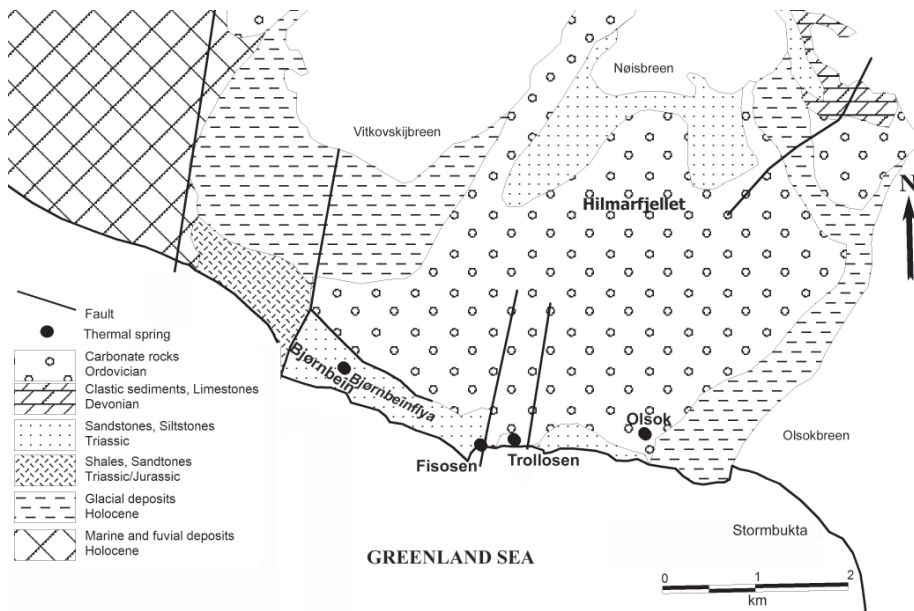 Nøisbreen
Vitkovskijbreen
Hilmarfjellet
N
Fault
Thermal spring
Carbonate rocks
Ordovician
Clastic sediments, Limestones
Devonian
Sandstones, Siltstones
Triassic
Shales, Sandtones
Triassic/Jurassic
Glacial deposits
Holocene
Marine and fuvial deposits
Holocene
Bjørnbein
Bjørnbeinflya
Fisosen
Trollosen
Olsok
Olsokbreen
Stormbukta
GREENLAND SEA
0 1 2
km